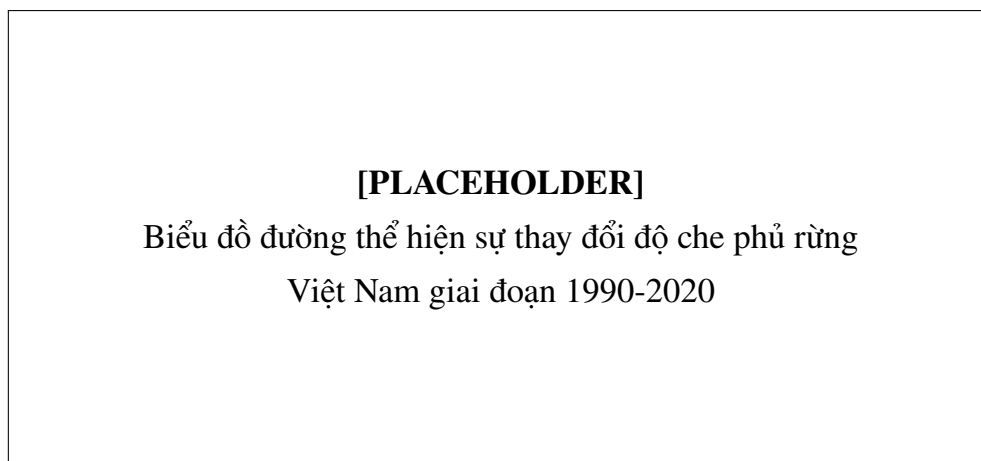 [PLACEHOLDER]
Biểu đồ đường thể hiện sự thay đổi độ che phủ rừng
Việt Nam giai đoạn 1990-2020